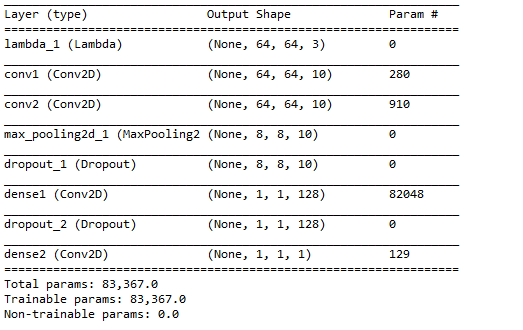 Layer (type) Output Shape Param #
lambda_1 (Lambda) (None, 64, 64, 3) 0
conv1 (Conv2D) (None, 64, 64, 10) 280
conv2 (Conv2D) (None, 64, 64, 10) 910
max_pooling2d_1 (MaxPooling2 (None, 8, 8, 10) 0
dropout_1 (Dropout) (None, 8, 8, 10) 0
dense1 (Conv2D) (None, 1, 1, 128) 82048
dropout_2 (Dropout) (None, 1, 1, 128) 0
dense2 (Conv2D) (None, 1, 1, 1) 129
Total params: 83,367.0
Trainable params: 83,367.0
Non-trainable params: 0.0